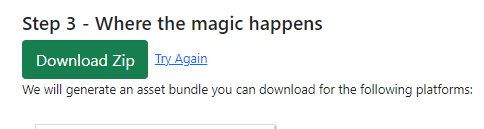 Step 3 - Where the magic happens
Download Zip Try Again
We will generate an asset bundle you can download for the following platforms: